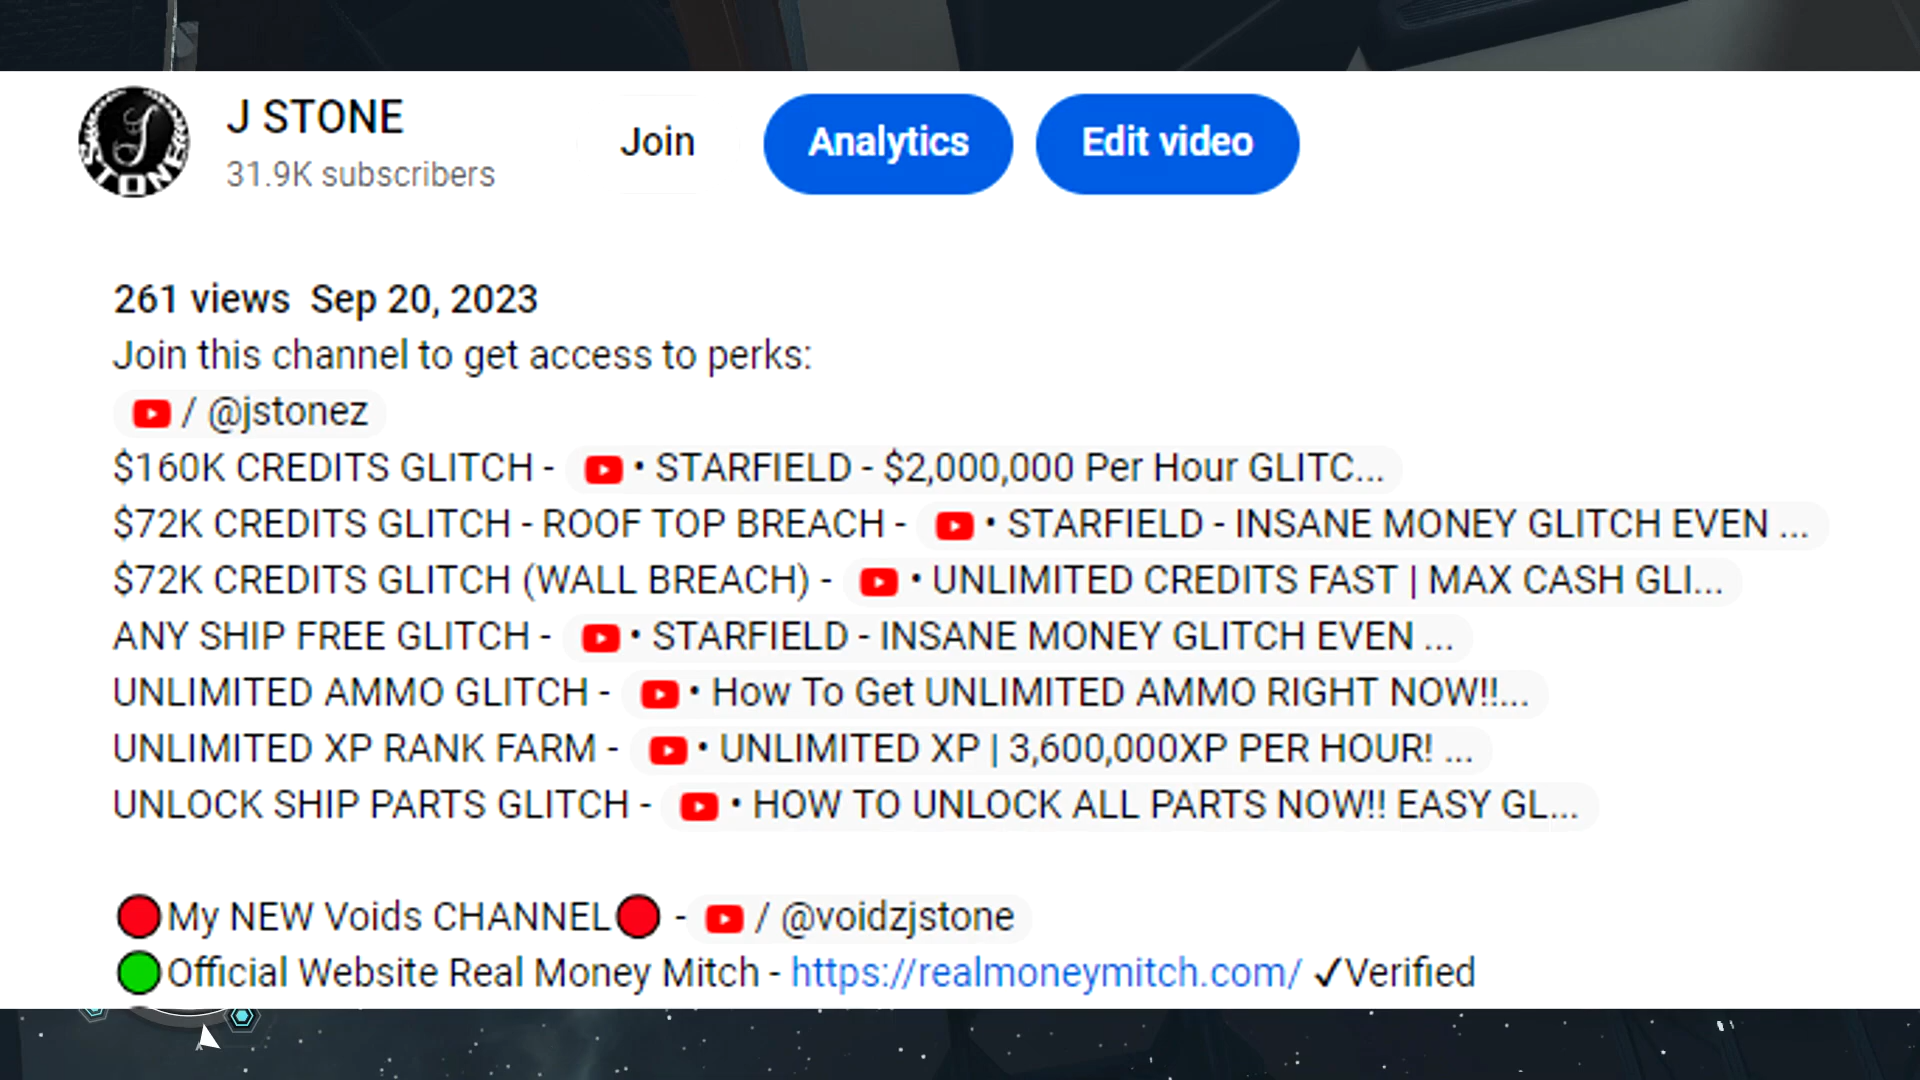 J STONE
31.9K subscribers
Join
Analytics
Edit video
STONE
261 views Sep 20, 2023
Join this channel to get access to perks:
/ @jstonez
$160K CREDITS GLITCH - • STARFIELD - $2,000,000 Per Hour GLITC...
$72K CREDITS GLITCH - ROOF TOP BREACH - • STARFIELD - INSANE MONEY GLITCH EVEN ...
$72K CREDITS GLITCH (WALL BREACH) - • UNLIMITED CREDITS FAST | MAX CASH GLI...
ANY SHIP FREE GLITCH - • STARFIELD - INSANE MONEY GLITCH EVEN ...
UNLIMITED AMMO GLITCH - • How To Get UNLIMITED AMMO RIGHT NOW!!...
UNLIMITED XP RANK FARM - • UNLIMITED XP | 3,600,000XP PER HOUR! ...
UNLOCK SHIP PARTS GLITCH - • HOW TO UNLOCK ALL PARTS NOW!! EASY GL...
🔴My NEW Voids CHANNEL🔴 - / @voidzjstone
🟢Official Website Real Money Mitch - https://realmoneymitch.com/ ✓Verified